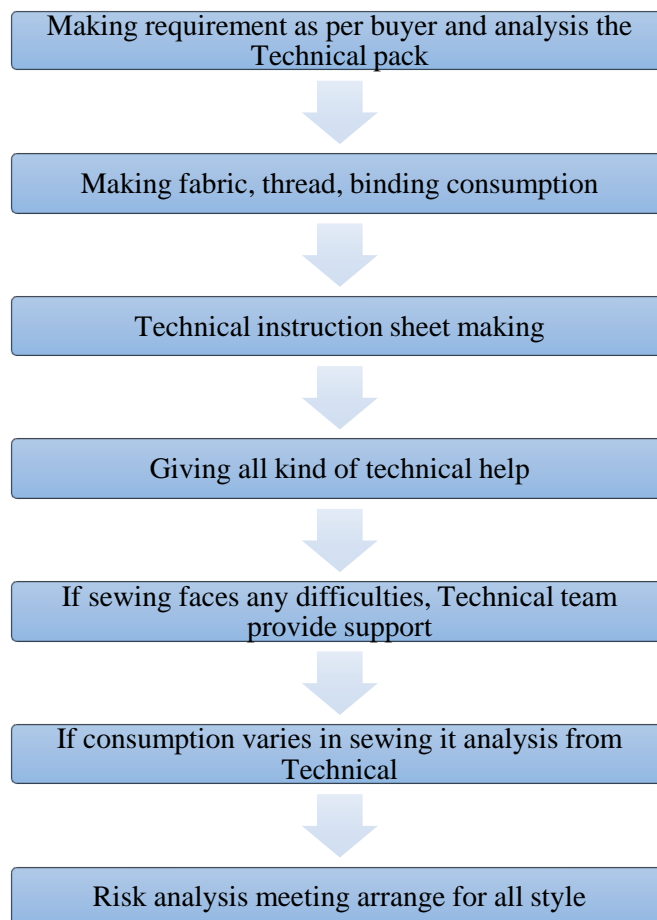 Making requirement as per buyer and analysis the
Technical pack
Making fabric, thread, binding consumption
Technical instruction sheet making
Giving all kind of technical help
If sewing faces any difficulties, Technical team
provide support
If consumption varies in sewing it analysis from
Technical
Risk analysis meeting arrange for all style